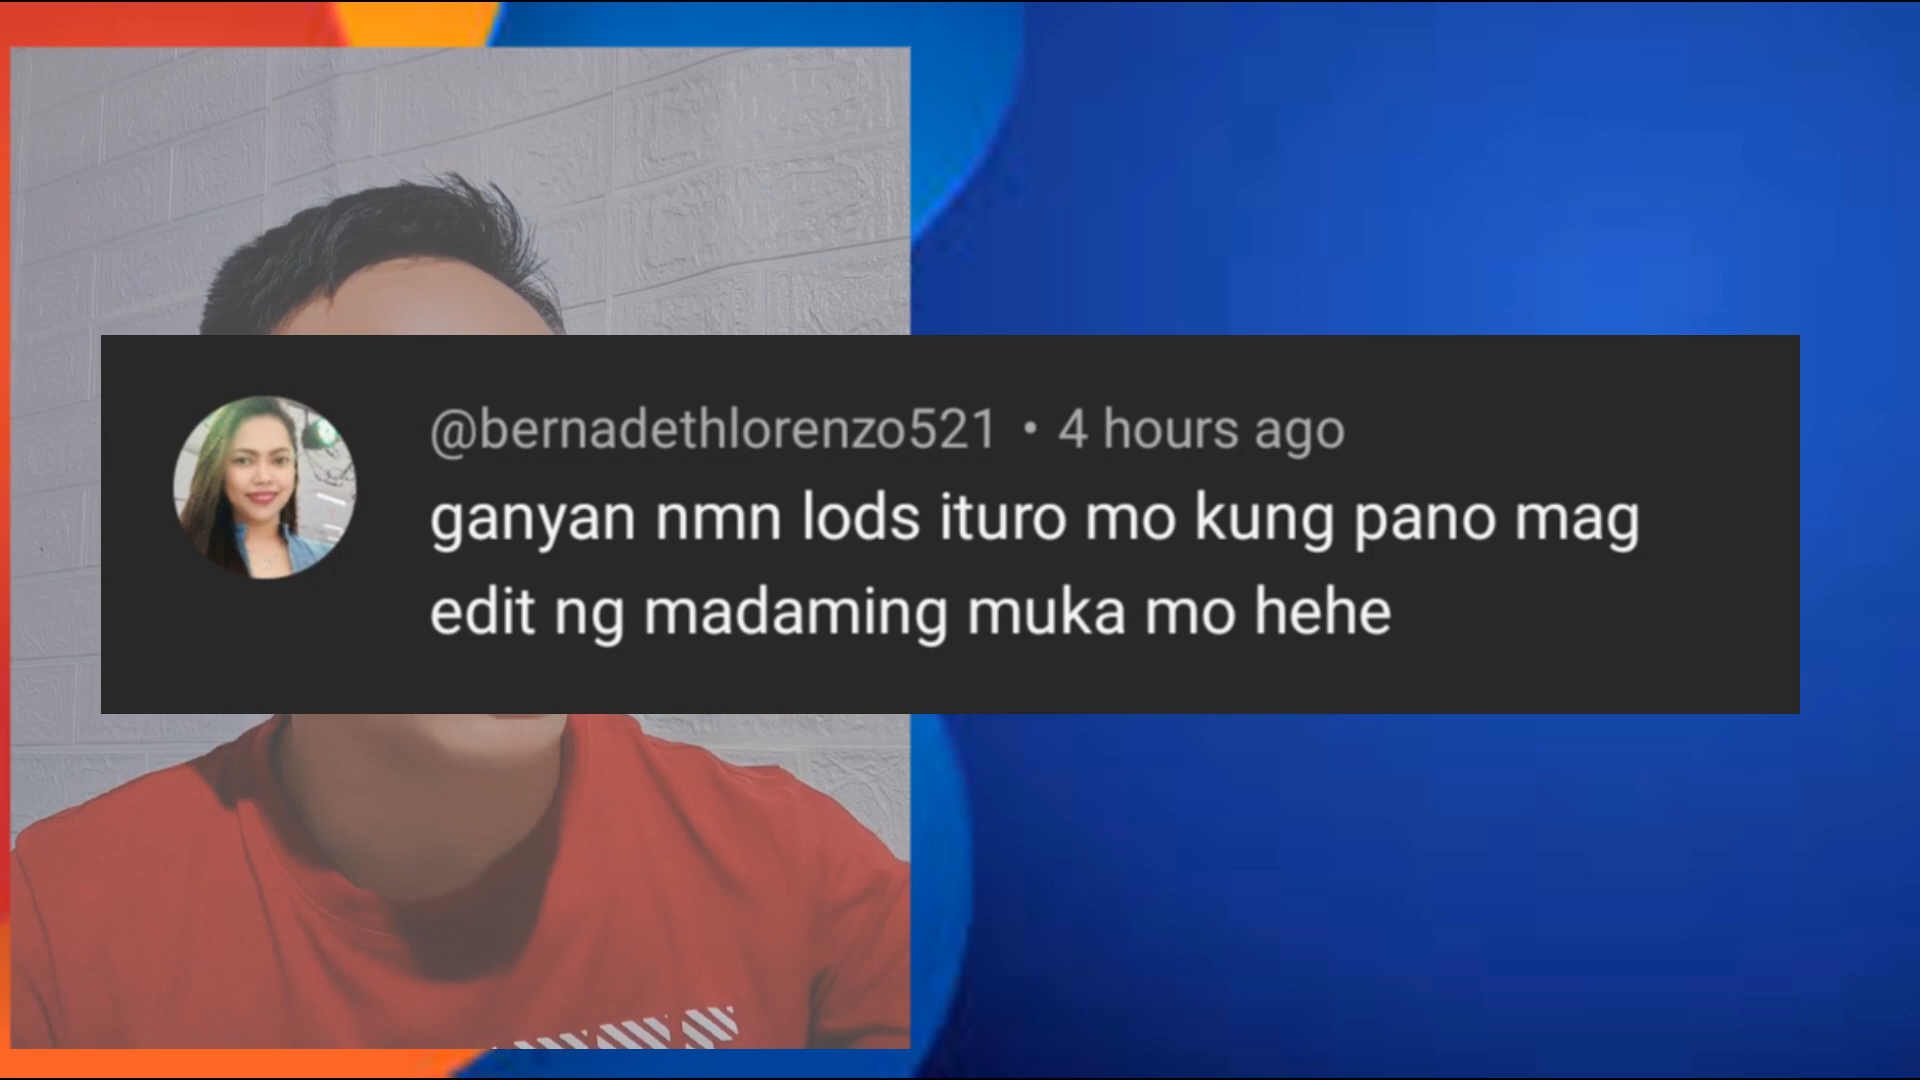 @bernadethlorenzo521 • 4 hours ago
ganyan nmn lods ituro mo kung pano mag
edit ng madaming muka mo hehe